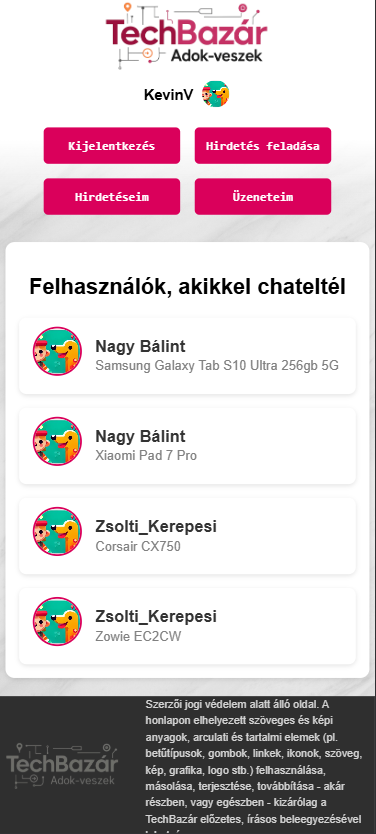 TechBazár
Adok-veszek
KevinV
Kijelentkezés
Hirdetés feladása
Hirdetéseim
Üzeneteim
Felhasználók, akikkel chateltél
Nagy Bálint
Samsung Galaxy Tab S10 Ultra 256gb 5G
Nagy Bálint
Xiaomi Pad 7 Pro
Zsolti_Kerepesi
Corsair CX750
Zsolti_Kerepesi
Zowie EC2CW
TechBazár
Adok-veszek
Szerzői jogi védelem alatt álló oldal. A
honlapon elhelyezett szöveges és képi
anyagok, arculati és tartalmi elemek (pl.
betűtípusok, gombok, linkek, ikonok, szöveg,
kép, grafika, logo stb.) felhasználása,
másolása, terjesztése, továbbítása - akár
részben, vagy egészben - kizárólag a
TechBazár előzetes, írásos beleegyezésével